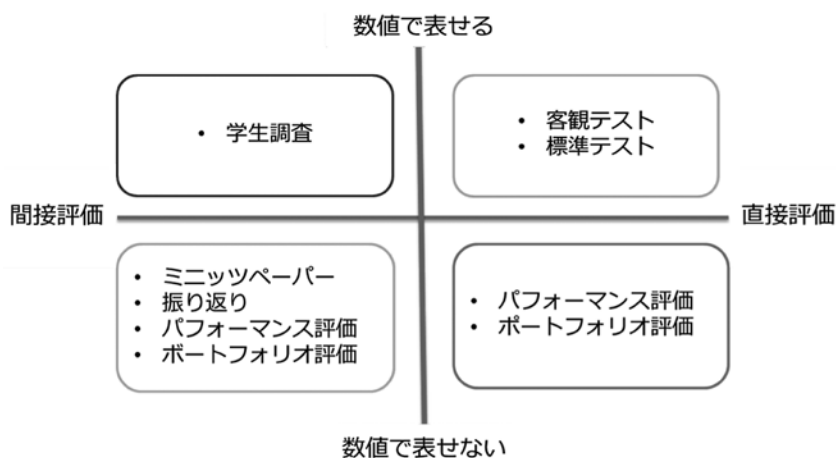 数値で表せる
• 学生調査
• 客観テスト
• 標準テスト
間接評価
直接評価
• ミニッツペーパー
• 振り返り
• パフォーマンス評価
• ボートフォリオ評価
• パフォーマンス評価
• ポートフォリオ評価
数値で表せない